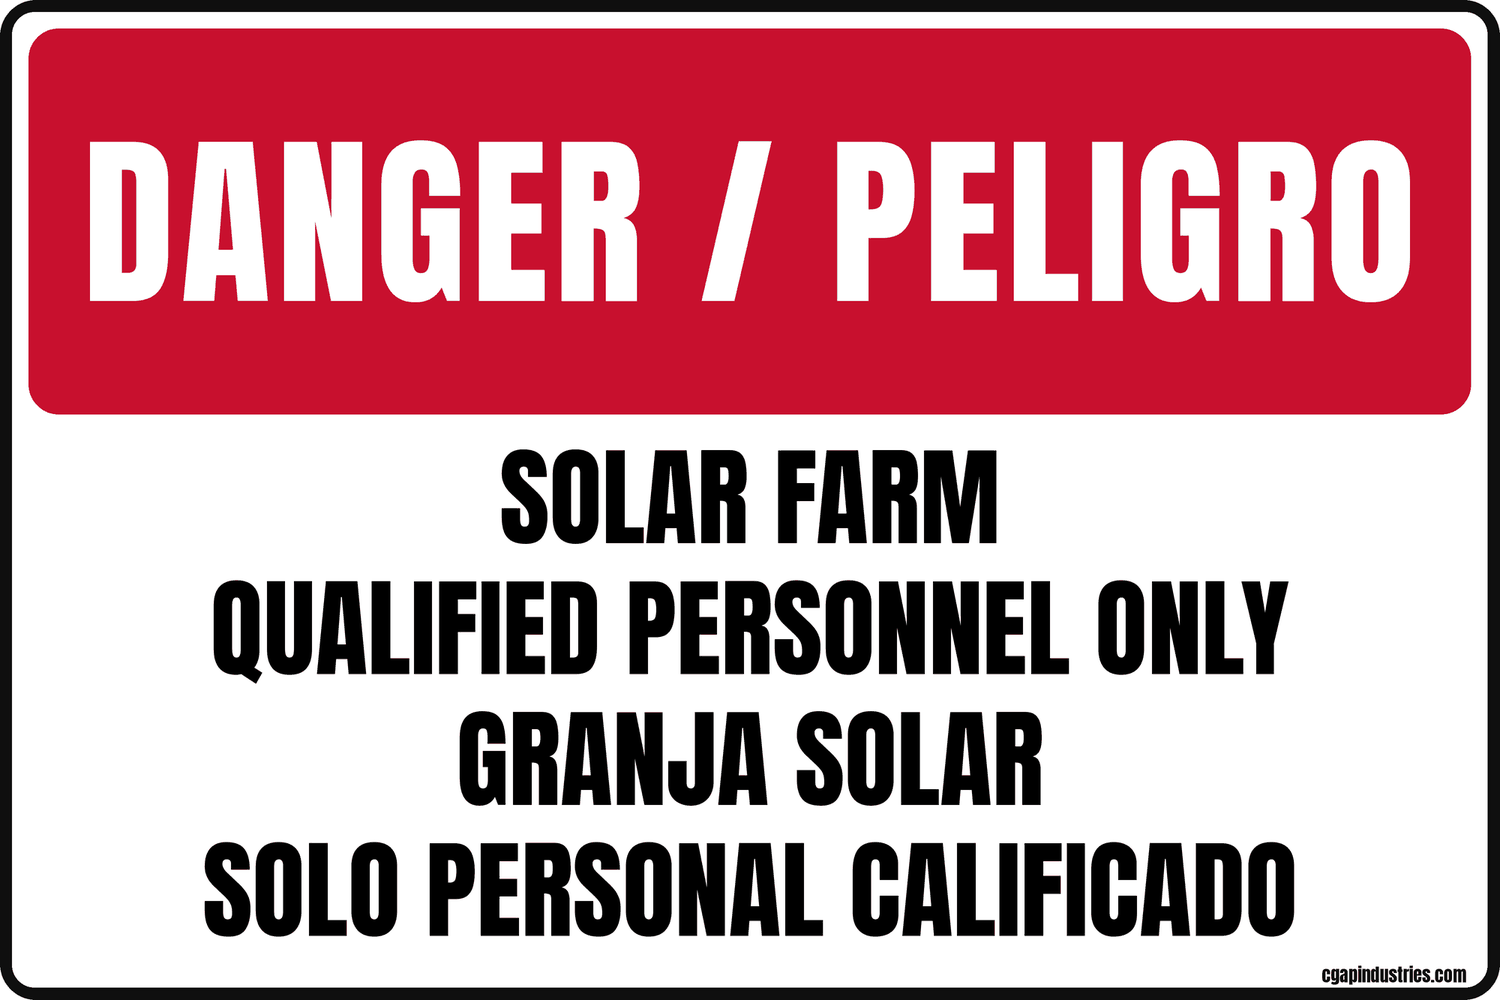 DANGER / PELIGRO
SOLAR FARM
QUALIFIED PERSONNEL ONLY
GRANJA SOLAR
SOLO PERSONAL CALIFICADO
cgapindustries.com